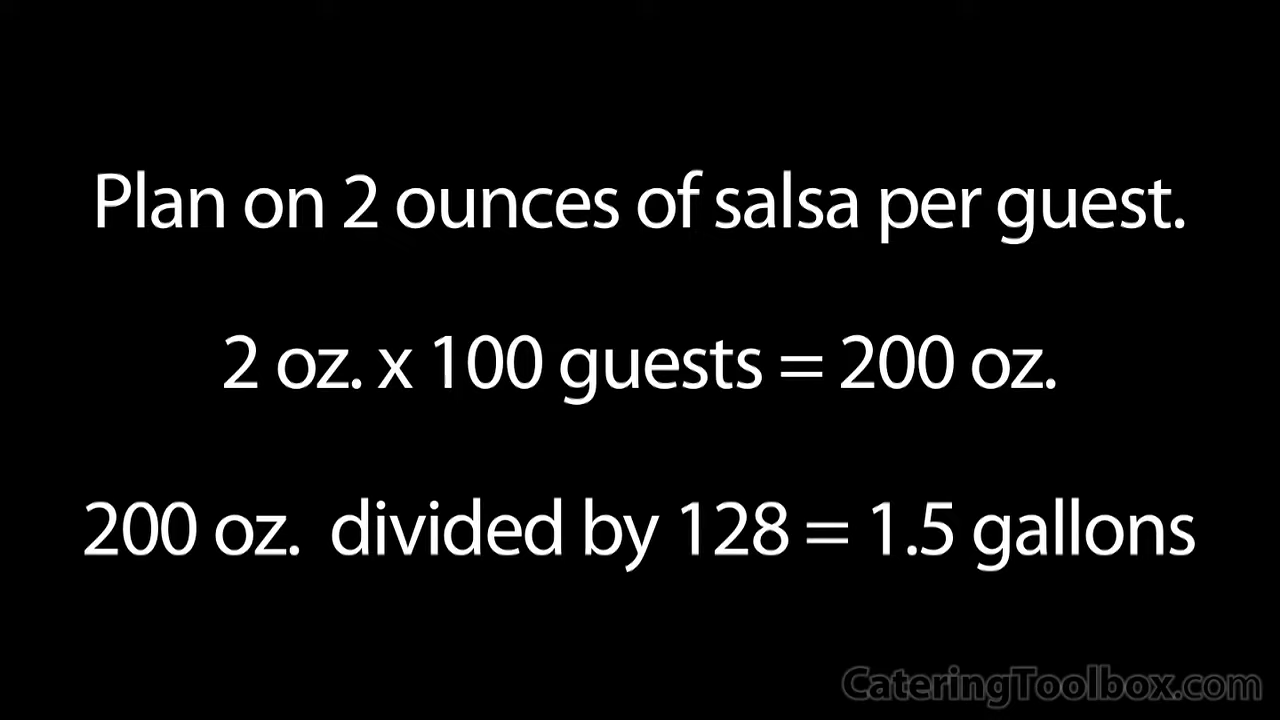 Plan on 2 ounces of salsa per guest.
2 oz. x 100 guests = 200 oz.
200 oz.  divided by 128 = 1.5 gallons
CateringToolbox.com